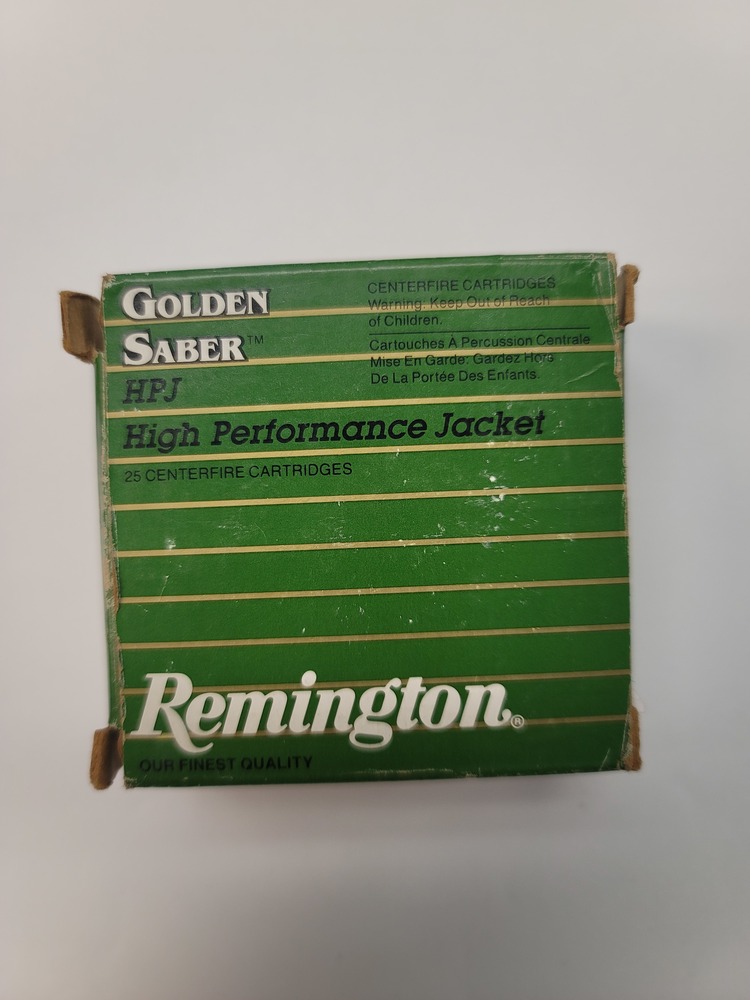 GOLDEN
SABER™
HPJ
High Performance Jacket
25 CENTERFIRE CARTRIDGES
CENTERFIRE CARTRIDGES
Warning: Keep Out of Reach
of Children.
Cartouches À Percussion Centrale
Mise En Garde: Gardez Hors
De La Portée Des Enfants.
Remington®
OUR FINEST QUALITY